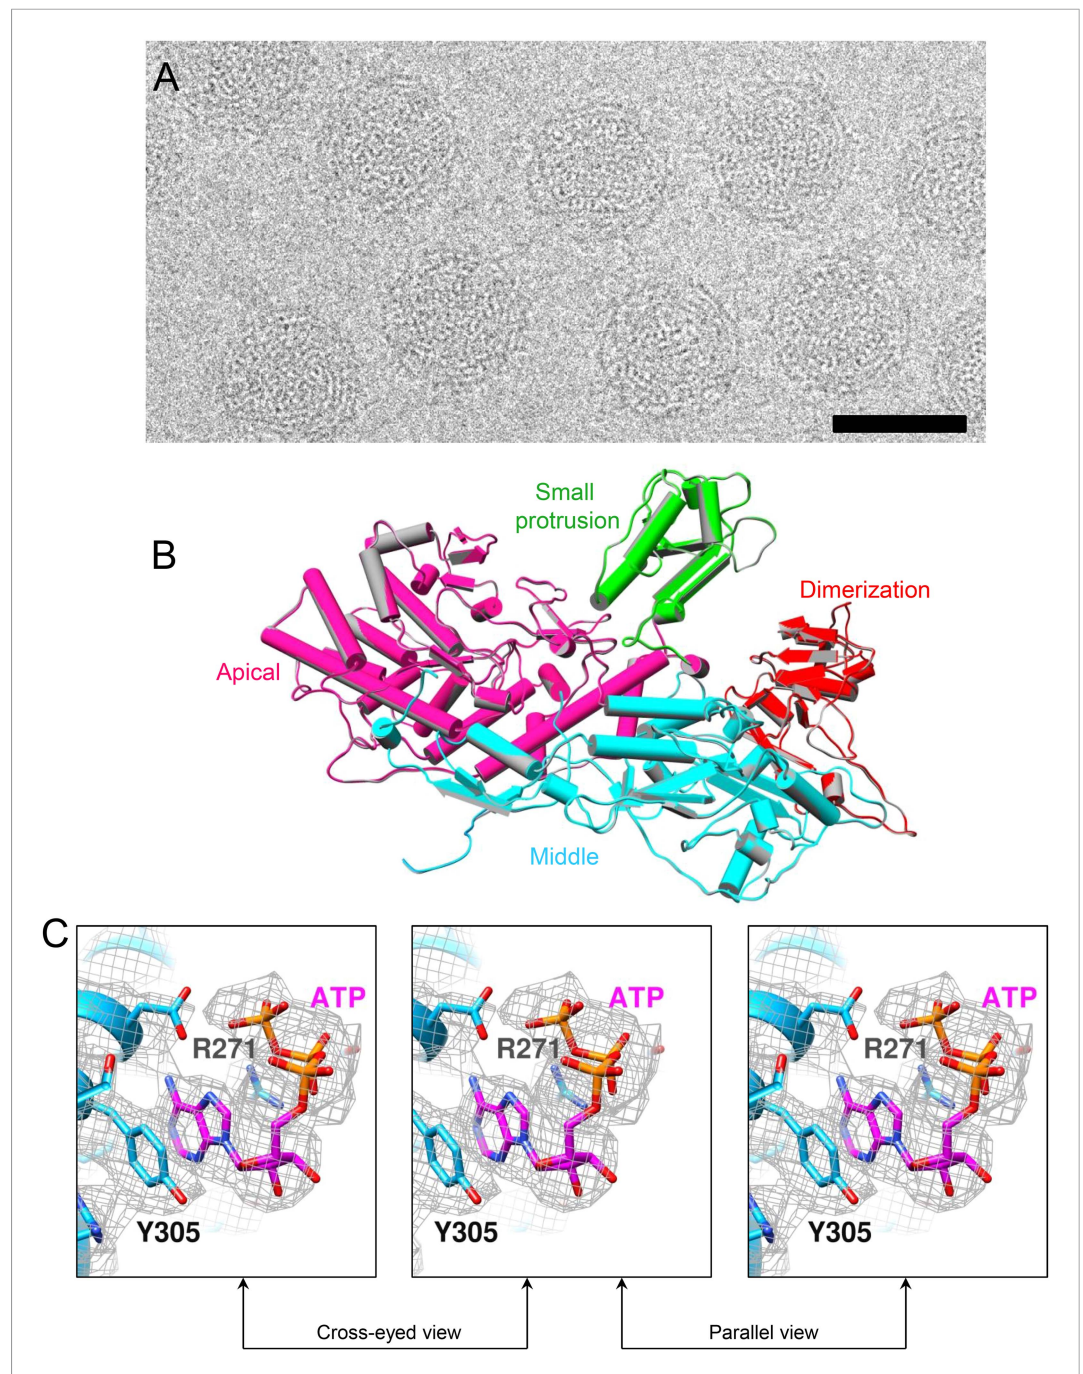 A
B
Small
protrusion
Dimerization
Apical
Middle
C
ATP
R271
Y305
ATP
R271
Y305
ATP
R271
Y305
Cross-eyed view
Parallel view